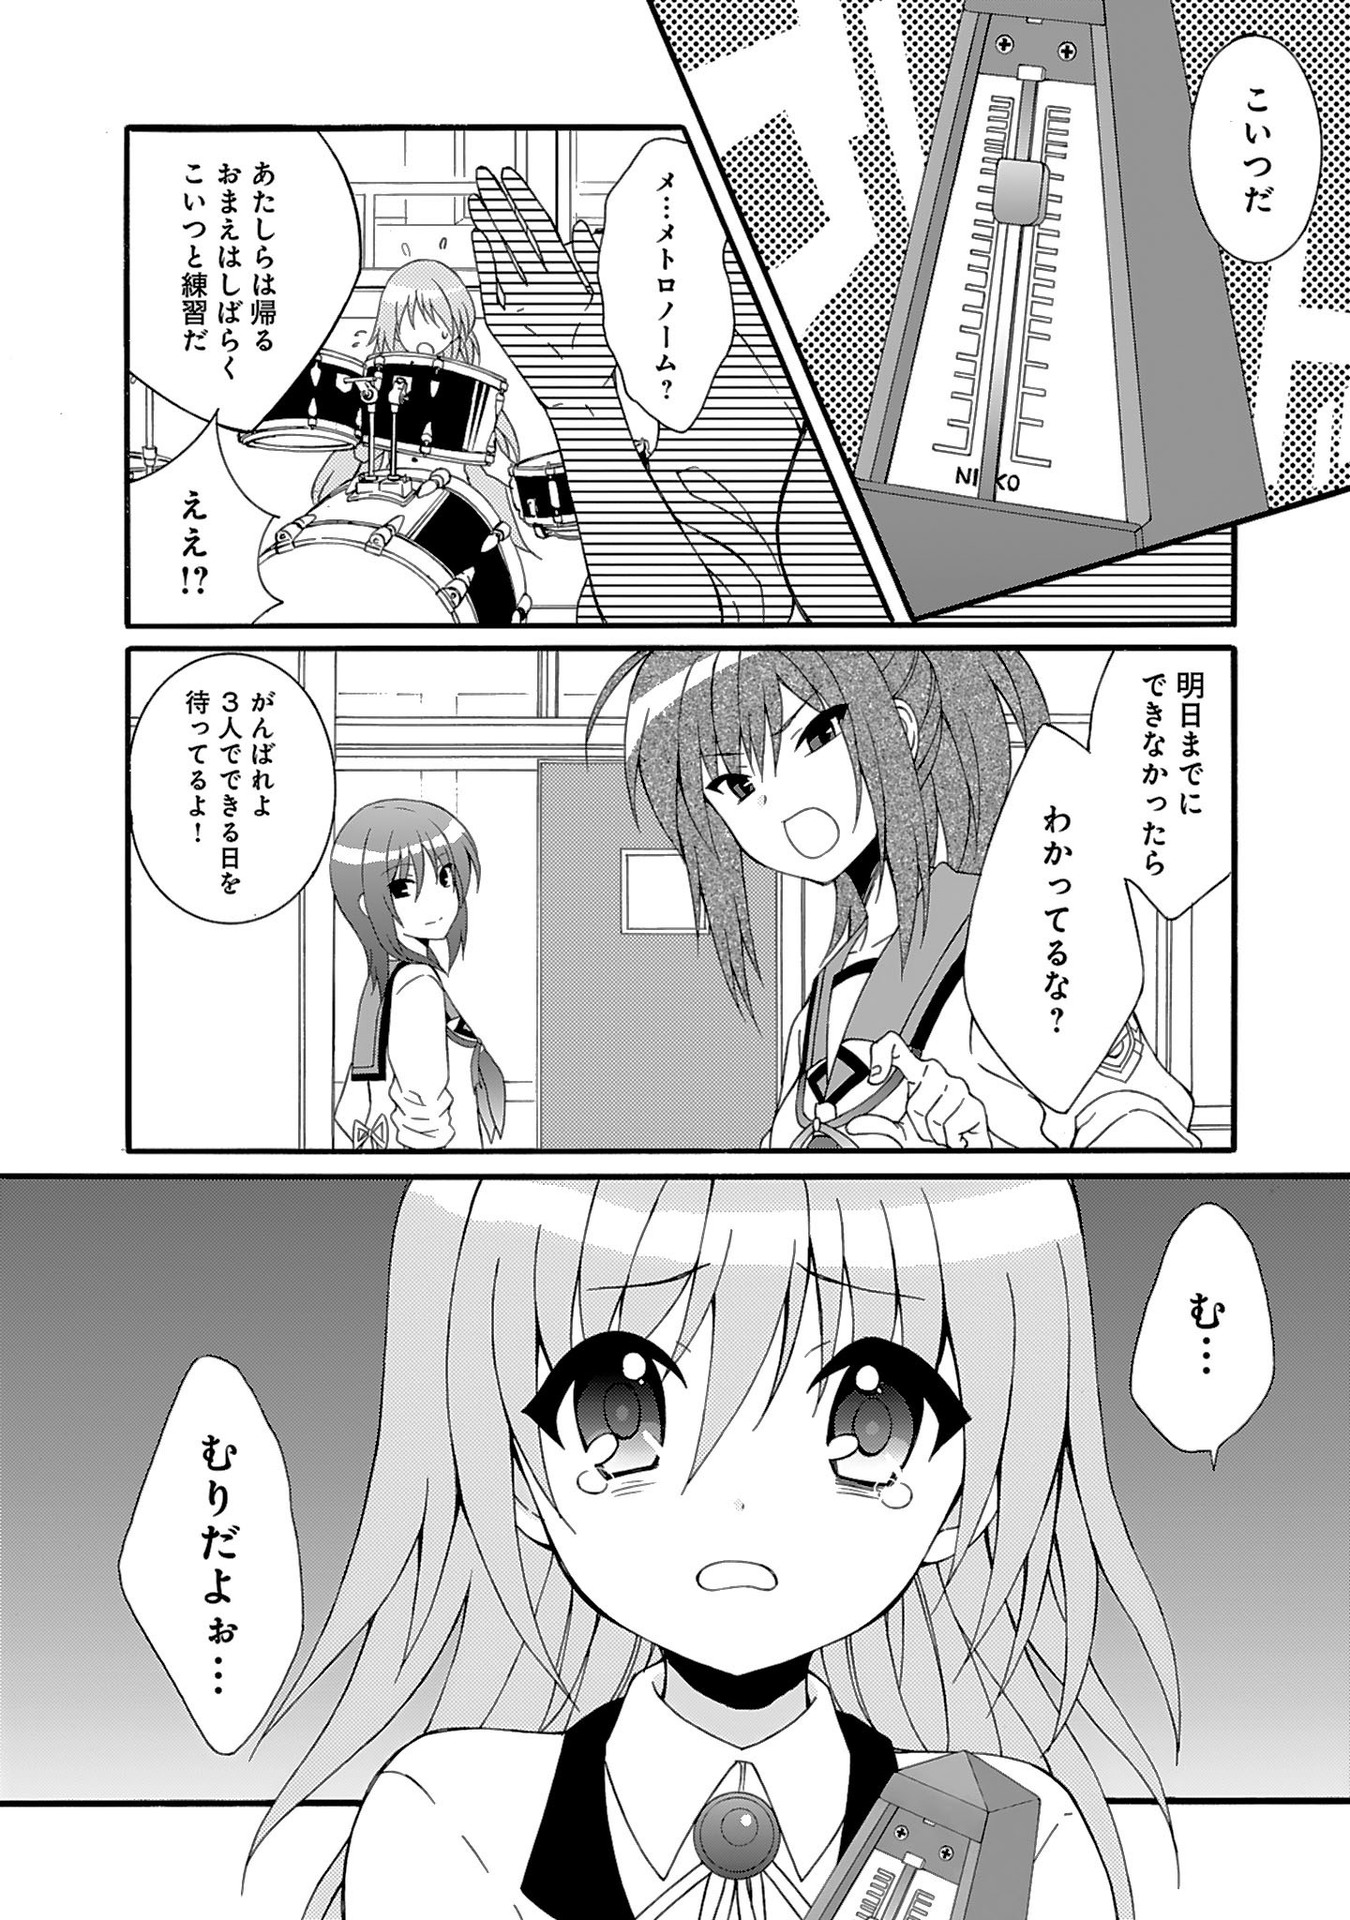 こいつだ
NIKKO
メ…メトロノーム？
あたしらは帰る
おまえはしばらく
こいつと練習だ
ええ！？
明日までに
できなかったら
わかってるな？
がんばれよ
３人でできる日を
待ってるよ！
む…
むりだよぉ…